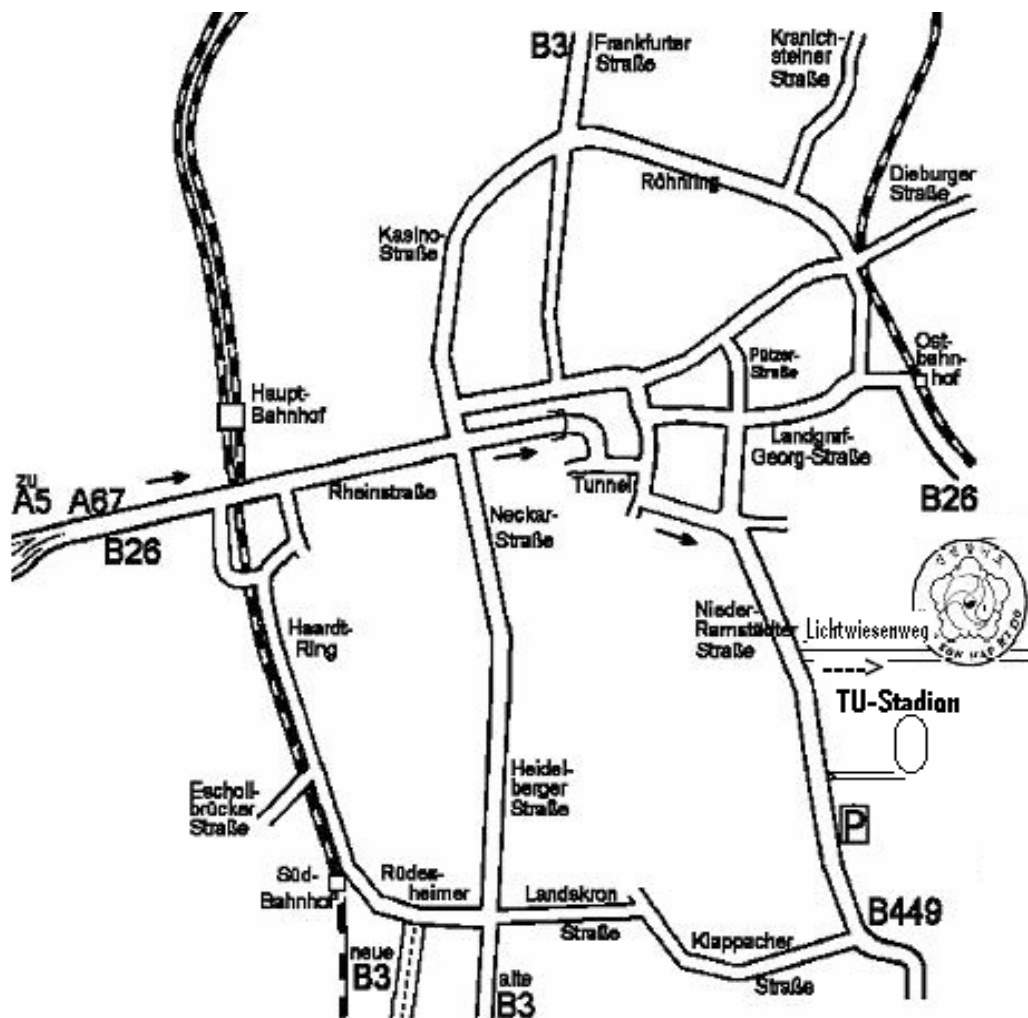 B3
Frankfurter
Straße
Kranich-
steiner
Straße
Röhnring
Dieburger
Straße
Kasino-
Straße
Pützer-
Straße
Ost-
bahn-
hof
Haupt-
Bahnhof
Landgraf-
Georg-Straße
zu
A5 A67
Rheinstraße
Tunnel
B26
B26
Neckar-
Straße
Haardt-
Ring
Nieder-
Ramstädter
Straße
Lichtwiesenweg
TU-Stadion
Heidel-
berger
Straße
Escholl-
brücker
Straße
P
Süd-
Bahnhof
Rüdes-
heimer
Landskron
Straße
B449
Klappacher
Straße
neue
B3
alte
B3